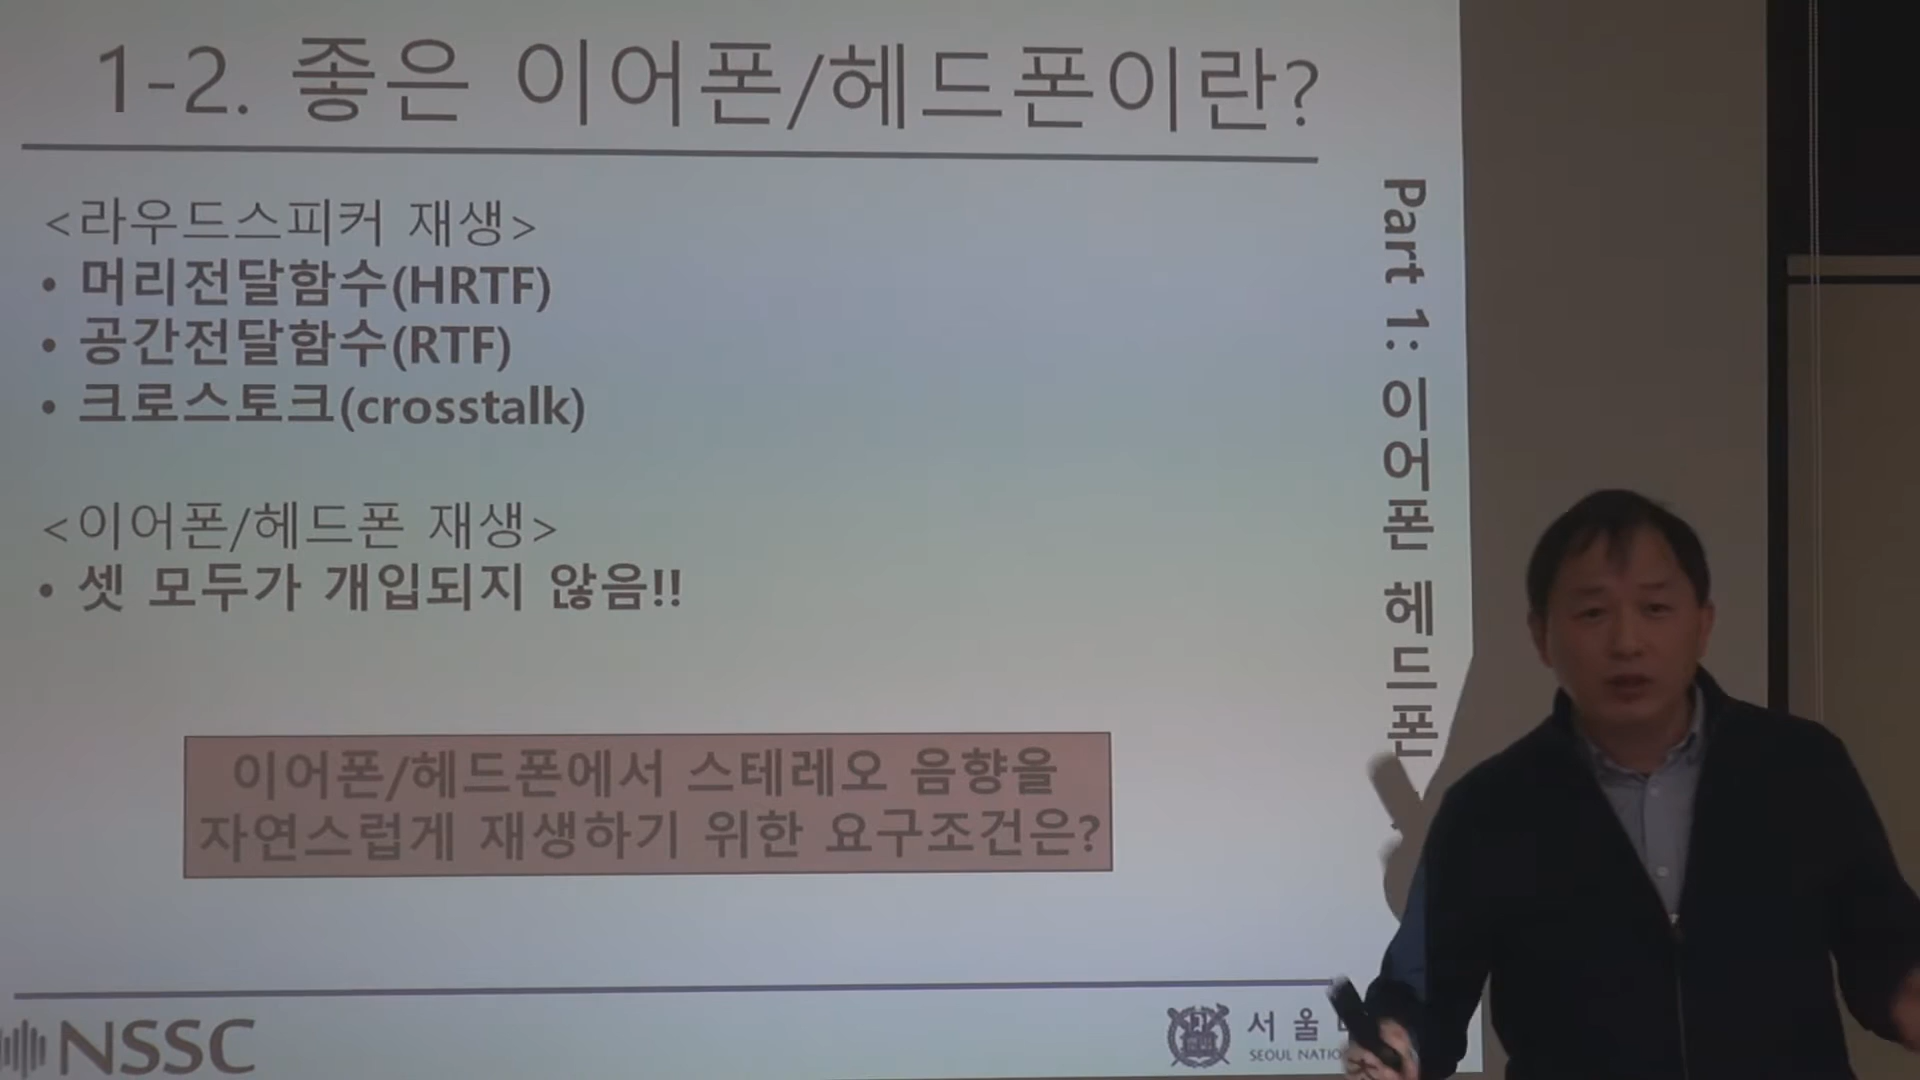 1-2. 좋은 이어폰/헤드폰이란?
<라우드스피커 재생>
• 머리전달함수(HRTF)
• 공간전달함수(RTF)
• 크로스토크(crosstalk)
<이어폰/헤드폰 재생>
• 셋 모두가 개입되지 않음!!
이어폰/헤드폰에서 스테레오 음향을
자연스럽게 재생하기 위한 요구조건은?
Part 1: 이어폰 헤드폰
NSSC
서울
SEOUL